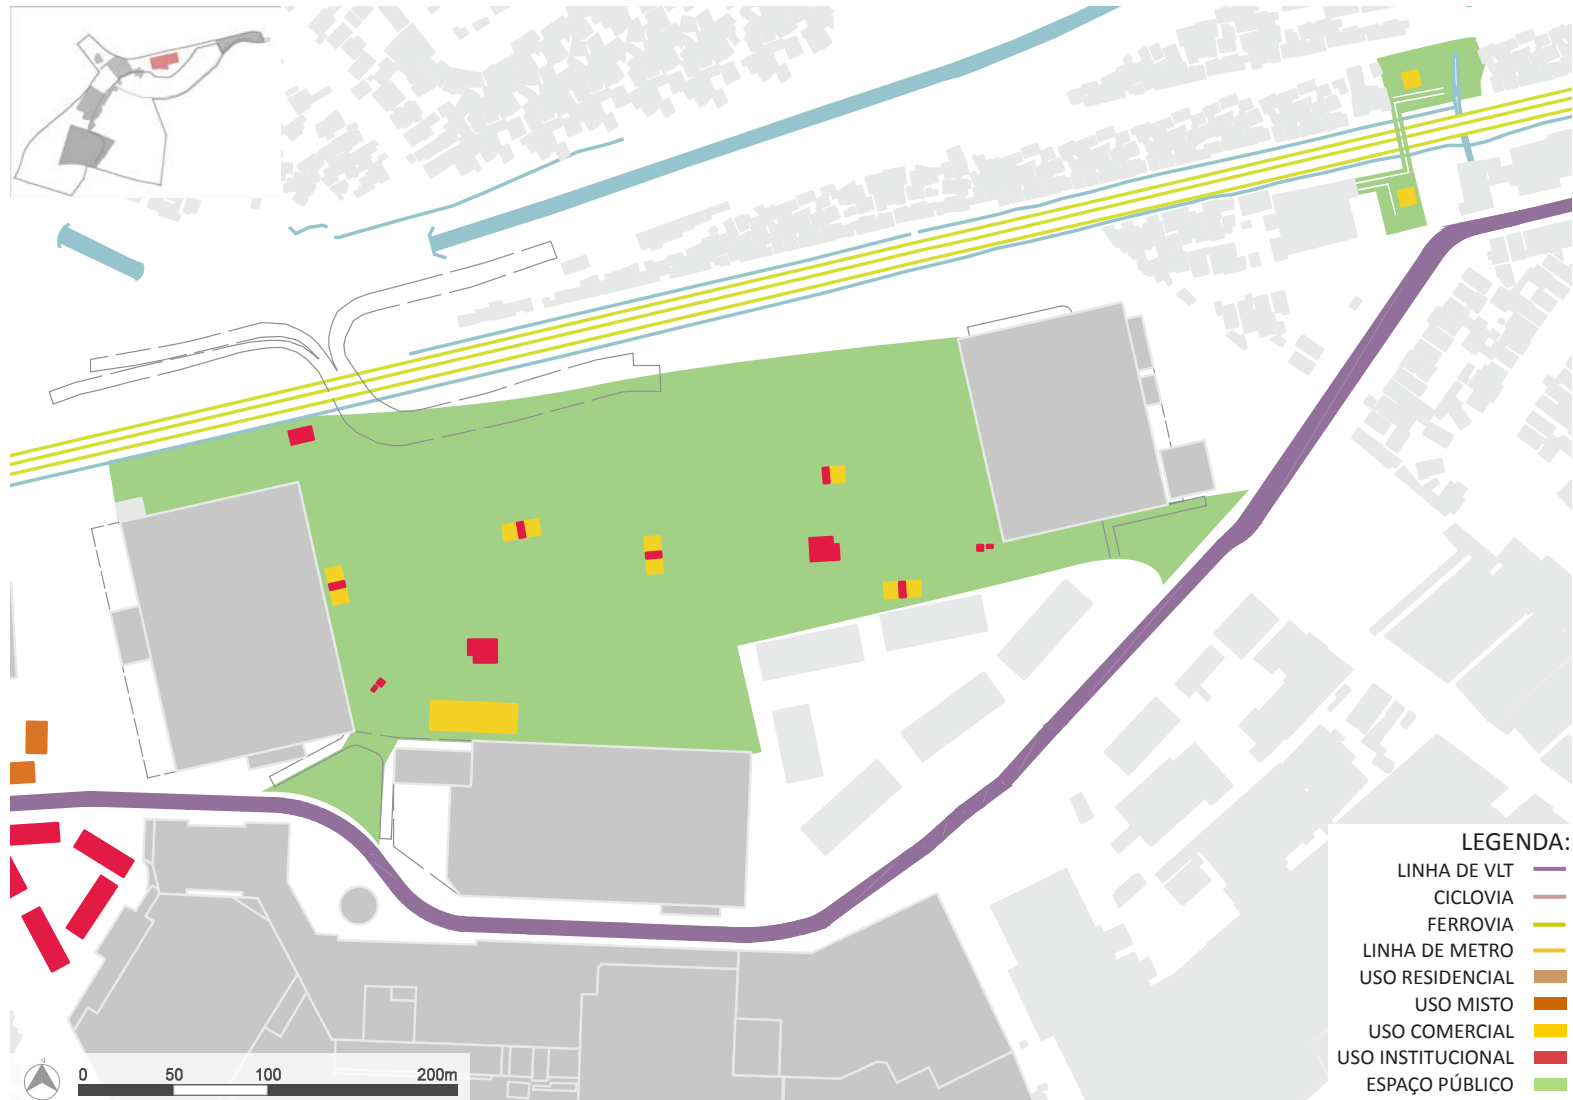 LEGENDA:
LINHA DE VLT
CICLOVIA
FERROVIA
LINHA DE METRO
USO RESIDENCIAL
USO MISTO
USO COMERCIAL
USO INSTITUCIONAL
ESPAÇO PÚBLICO
N
0 50 100 200m